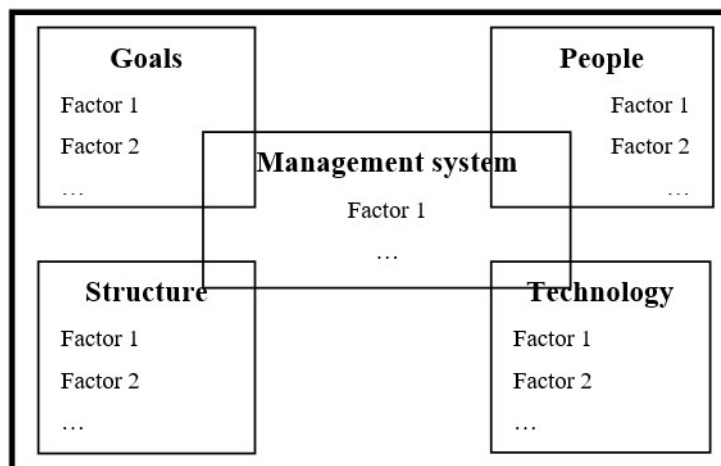 Goals
Factor 1
Factor 2
…
People
Factor 1
Factor 2
…
Management system
Factor 1
…
Structure
Factor 1
Factor 2
…
Technology
Factor 1
Factor 2
…